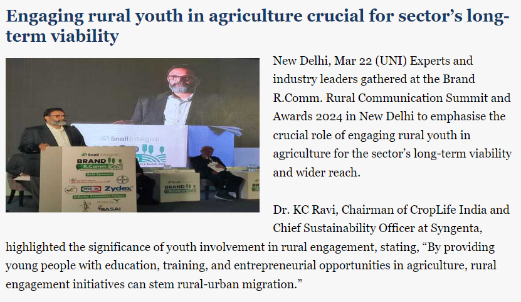 Engaging rural youth in agriculture crucial for sector's long-
term viability
New Delhi, Mar 22 (UNI) Experts and
industry leaders gathered at the Brand
R.Comm. Rural Communication Summit and
Awards 2024 in New Delhi to emphasise the
crucial role of engaging rural youth in
agriculture for the sector's long-term viability
and wider reach.
Dr. KC Ravi, Chairman of CropLife India and
Chief Sustainability Officer at Syngenta,
highlighted the significance of youth involvement in rural engagement, stating, “By providing
young people with education, training, and entrepreneurial opportunities in agriculture, rural
engagement initiatives can stem rural-urban migration.”
BRAND
Zydex